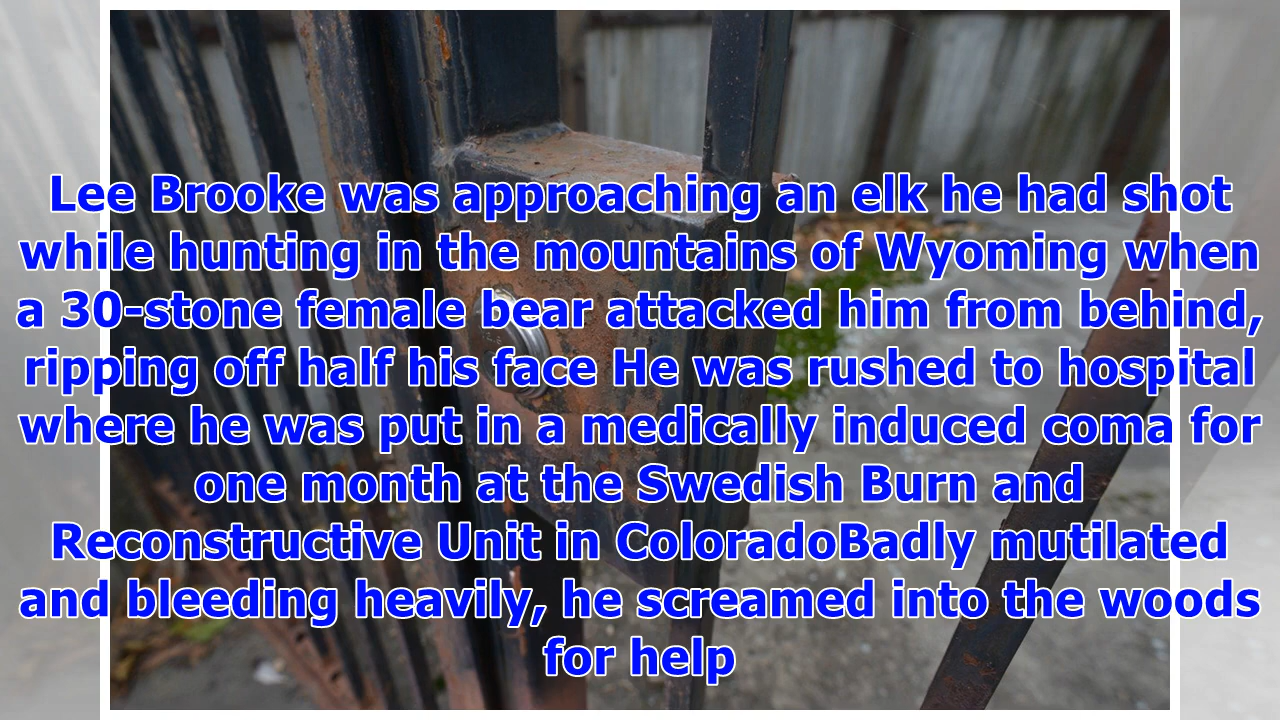 Lee Brooke was approaching an elk he had shot
while hunting in the mountains of Wyoming when
a 30-stone female bear attacked him from behind,
ripping off half his face He was rushed to hospital
where he was put in a medically induced coma for
one month at the Swedish Burn and
Reconstructive Unit in ColoradoBadly mutilated
and bleeding heavily, he screamed into the woods
for help